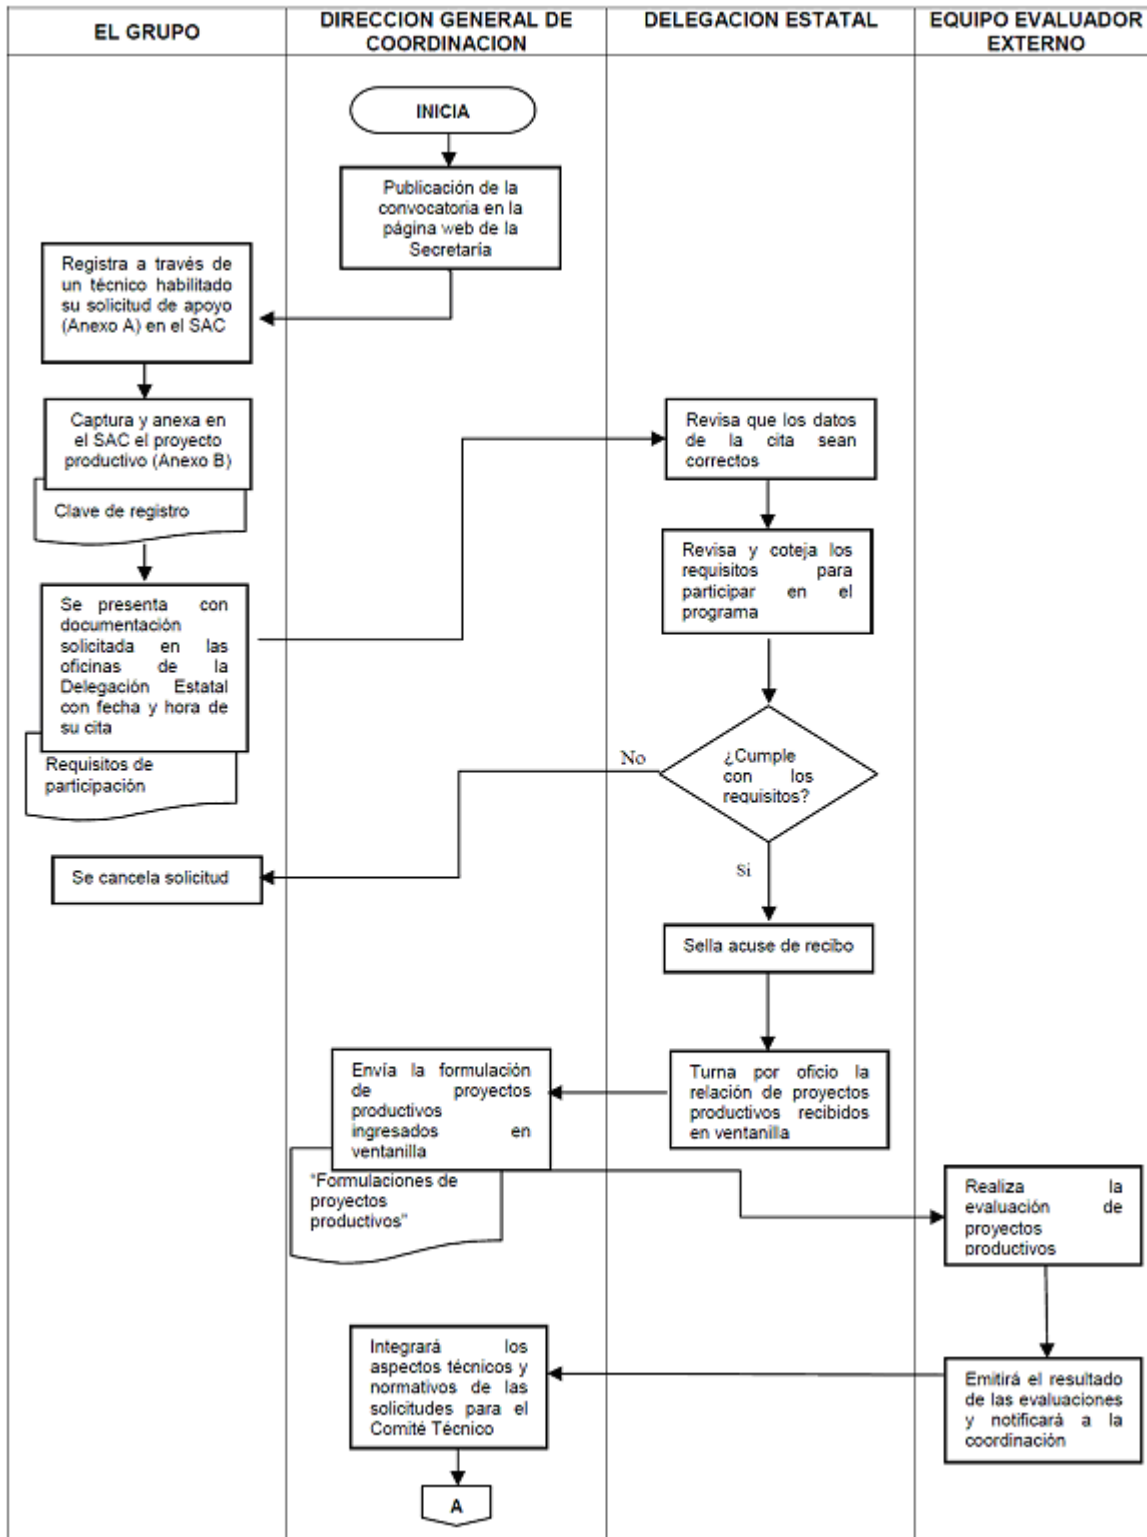 EL GRUPO
DIRECCION GENERAL DE
COORDINACION
DELEGACION ESTATAL
EQUIPO EVALUADOR
EXTERNO
INICIA
Publicación de la
convocatoria en la
página web de la
Secretaría
Registra a través de
un técnico habilitado
su solicitud de apoyo
(Anexo A) en el SAC
Captura y anexa en
el SAC el proyecto
productivo (Anexo B)
Clave de registro
Se presenta con
documentación
solicitada en las
oficinas de la
Delegación Estatal
con fecha y hora de
su cita
Requisitos de
participación
Revisa que los datos
de la cita sean
correctos
Revisa y coteja los
requisitos para
participar en el
programa
¿Cumple
con los
requisitos?
No
Si
Se cancela solicitud
Sella acuse de recibo
Turna por oficio la
relación de proyectos
productivos recibidos
en ventanilla
Envía la formulación
de proyectos
productivos
ingresados en
ventanilla
"Formulaciones de
proyectos
productivos"
Realiza la
evaluación de
proyectos
productivos
Emitirá el resultado
de las evaluaciones
y notificará a la
coordinación
Integrará los
aspectos técnicos y
normativos de las
solicitudes para el
Comité Técnico
A